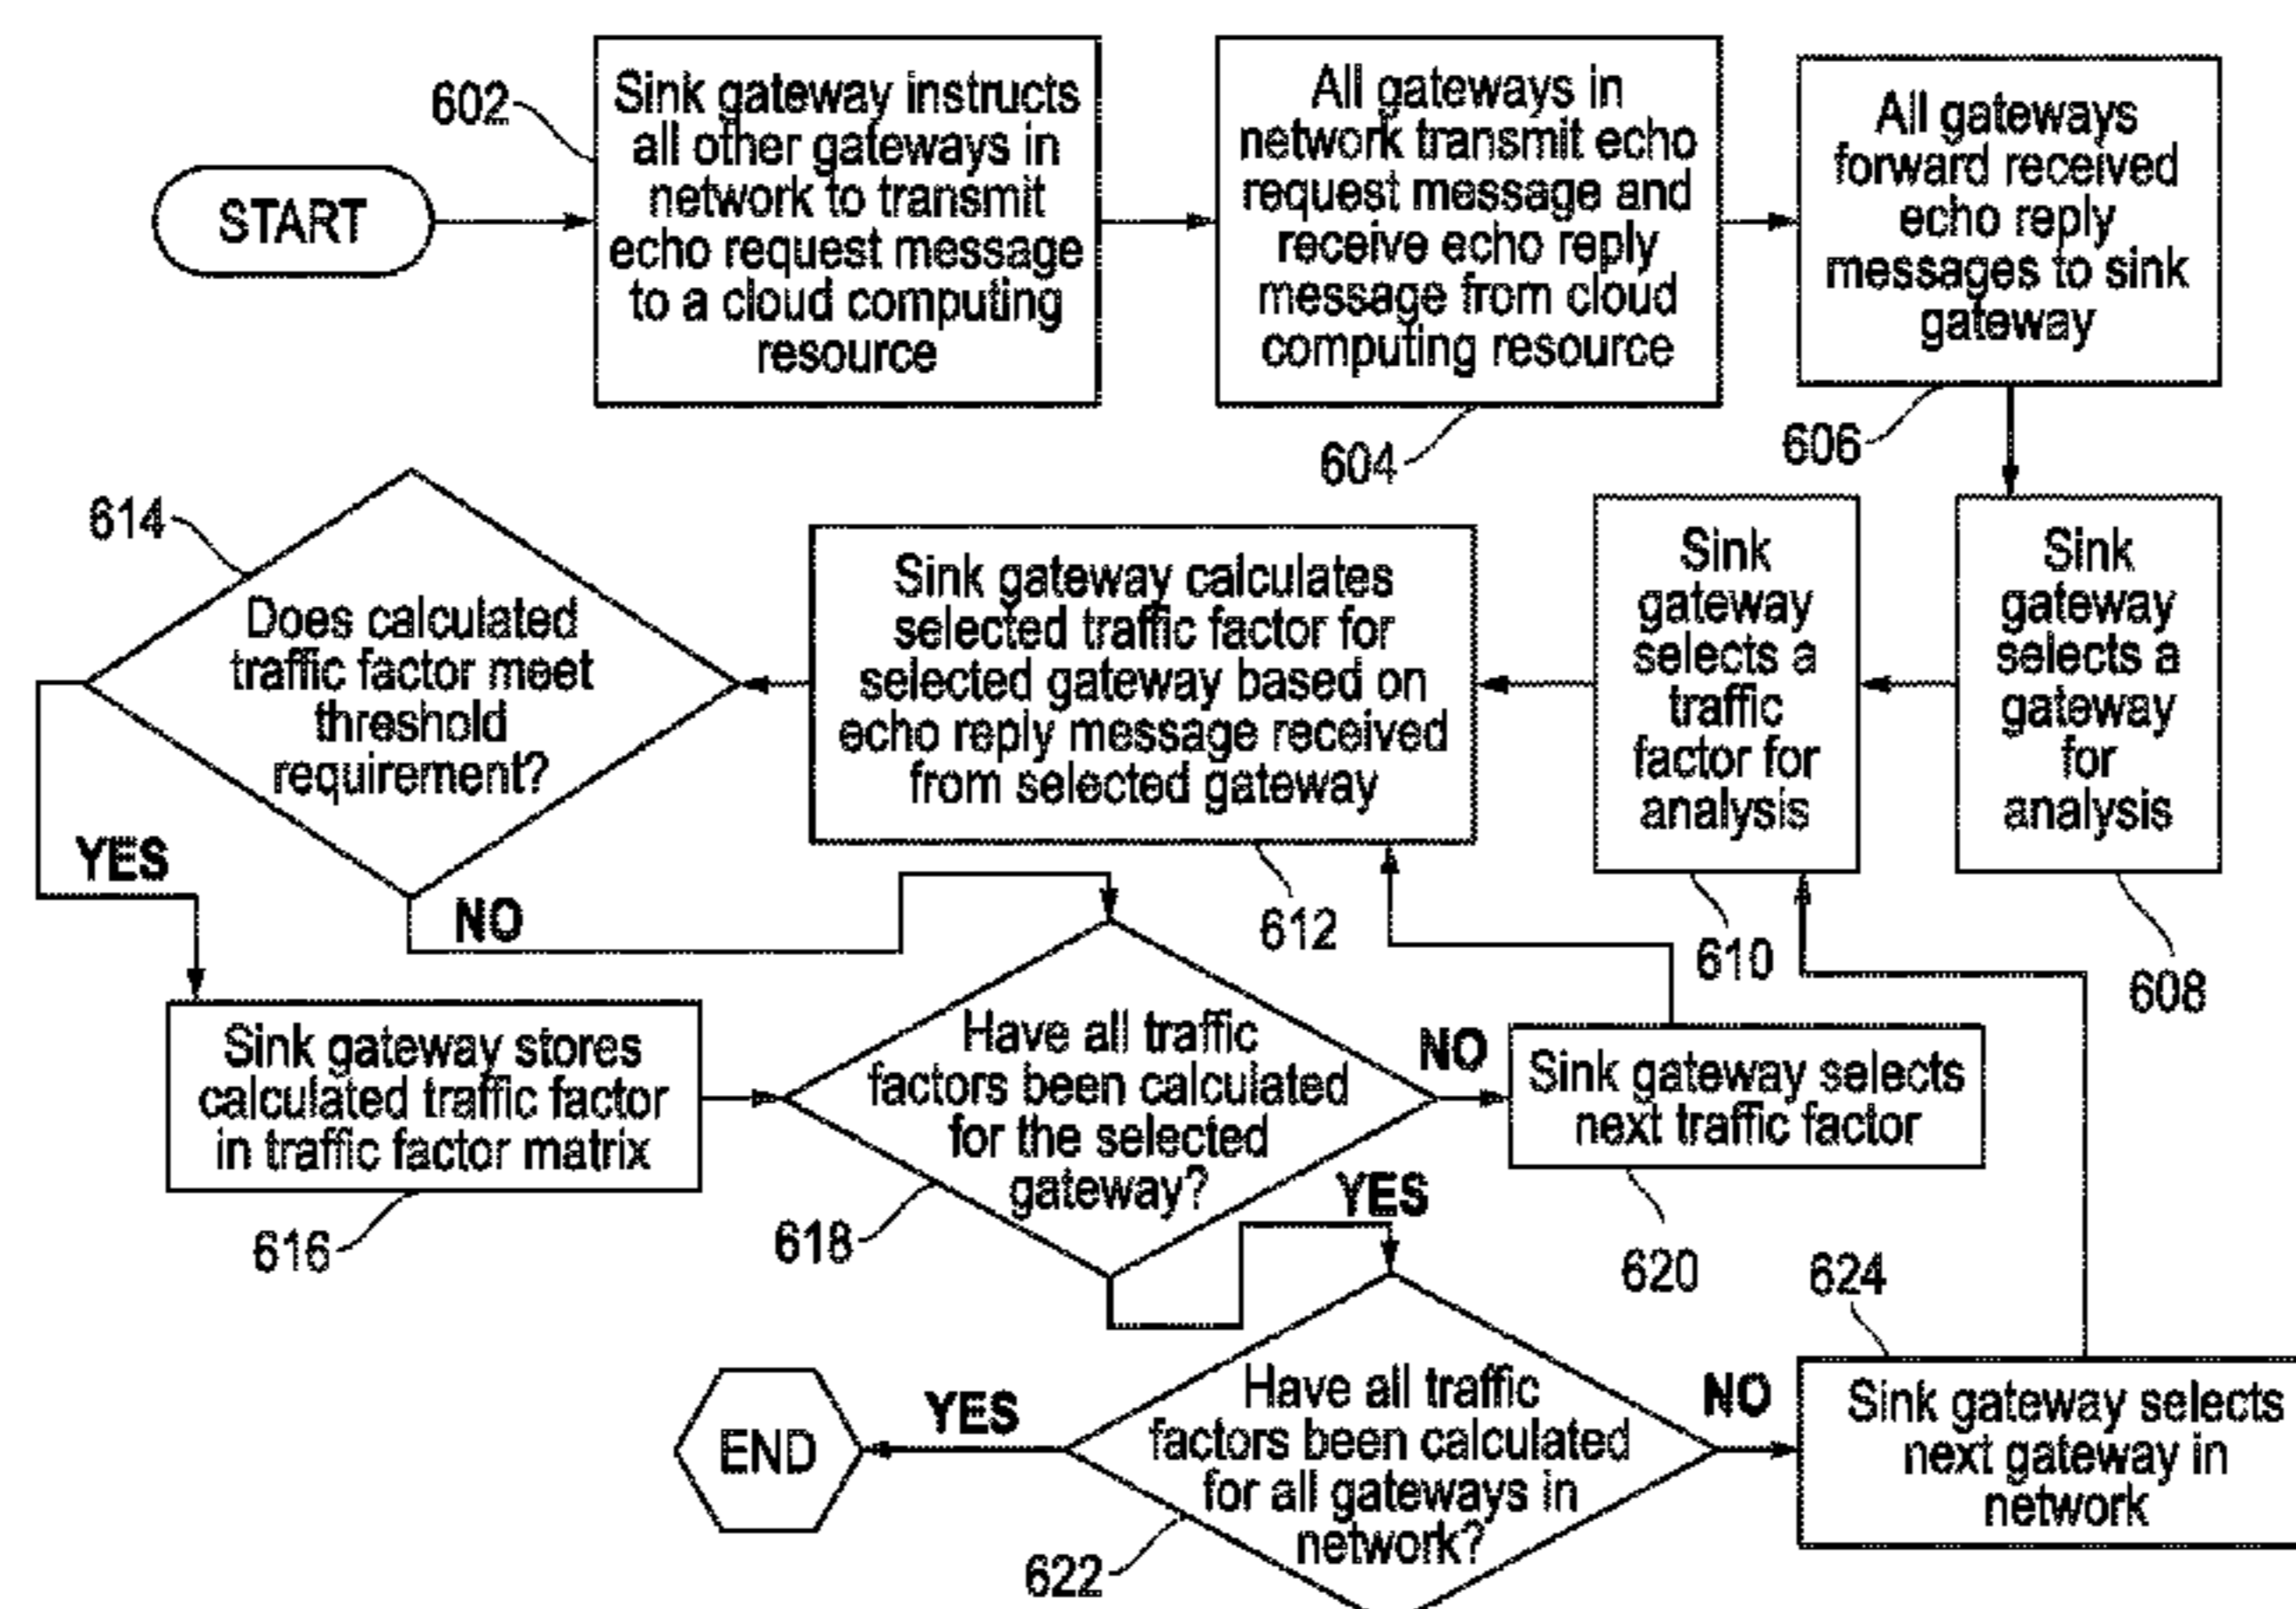 START
602
Sink gateway instructs
all other gateways in
network to transmit
echo request message
to a cloud computing
resource
All gateways in
network transmit echo
request message and
receive echo reply
message from cloud
computing resource
604
All gateways
forward received
echo reply
messages to sink
gateway
606
Sink
gateway
selects a
gateway
for
analysis
608
Sink
gateway
selects a
traffic
factor for
analysis
610
Sink gateway calculates
selected traffic factor for
selected gateway based on
echo reply message received
from selected gateway
612
614
Does calculated
traffic factor meet
threshold
requirement?
YES
NO
Sink gateway stores
calculated traffic factor
in traffic factor matrix
616
Have all traffic
factors been calculated
for the selected
gateway?
618
NO
YES
Sink gateway selects
next traffic factor
620
Have all traffic
factors been calculated
for all gateways in
network?
622
YES
END
NO
624
Sink gateway selects
next gateway in
network